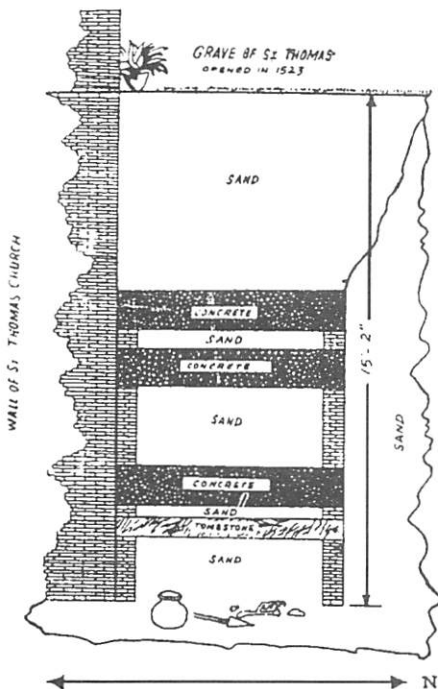 GRAVE OF ST THOMAS
OPENED IN 1523
SAND
WALL OF ST THOMAS CHURCH
CONCRETE
SAND
CONCRETE
15'-2"
SAND
SAND
CONCRETE
SAND
TOMBSTONE
SAND
N